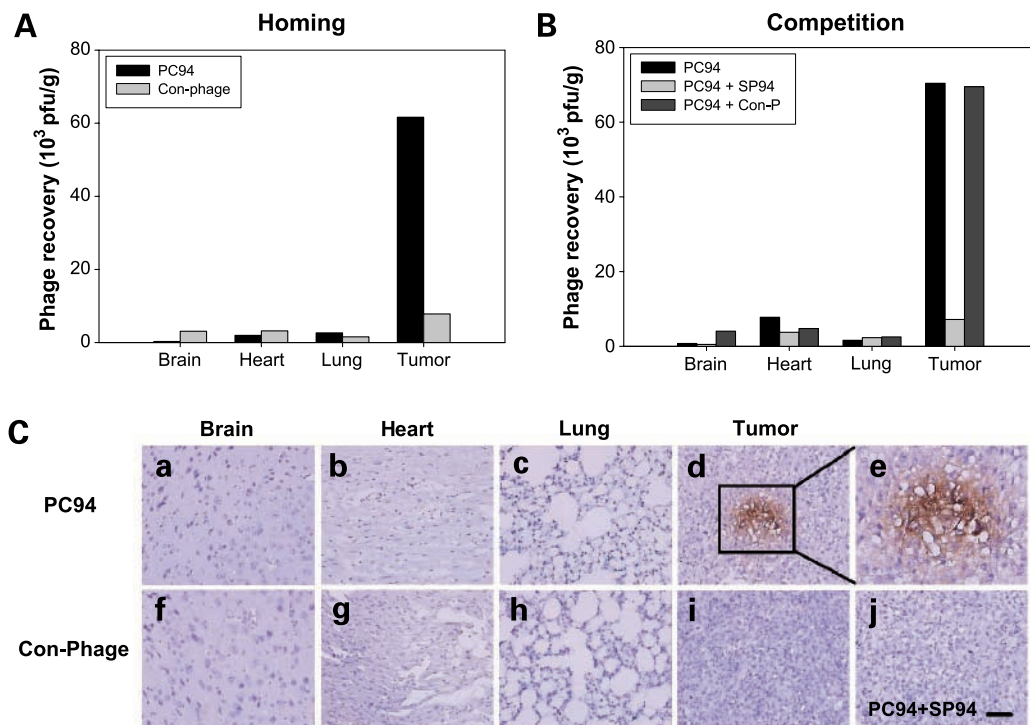 A
Homing
Phage recovery (10³ pfu/g)
80
60
40
20
0
PC94
Con-phage
Brain Heart Lung Tumor
B
Competition
Phage recovery (10³ pfu/g)
80
60
40
20
0
PC94
PC94 + SP94
PC94 + Con-P
Brain Heart Lung Tumor
C
Brain Heart Lung Tumor
PC94
a b c d e
Con-Phage
f g h i j
PC94+SP94